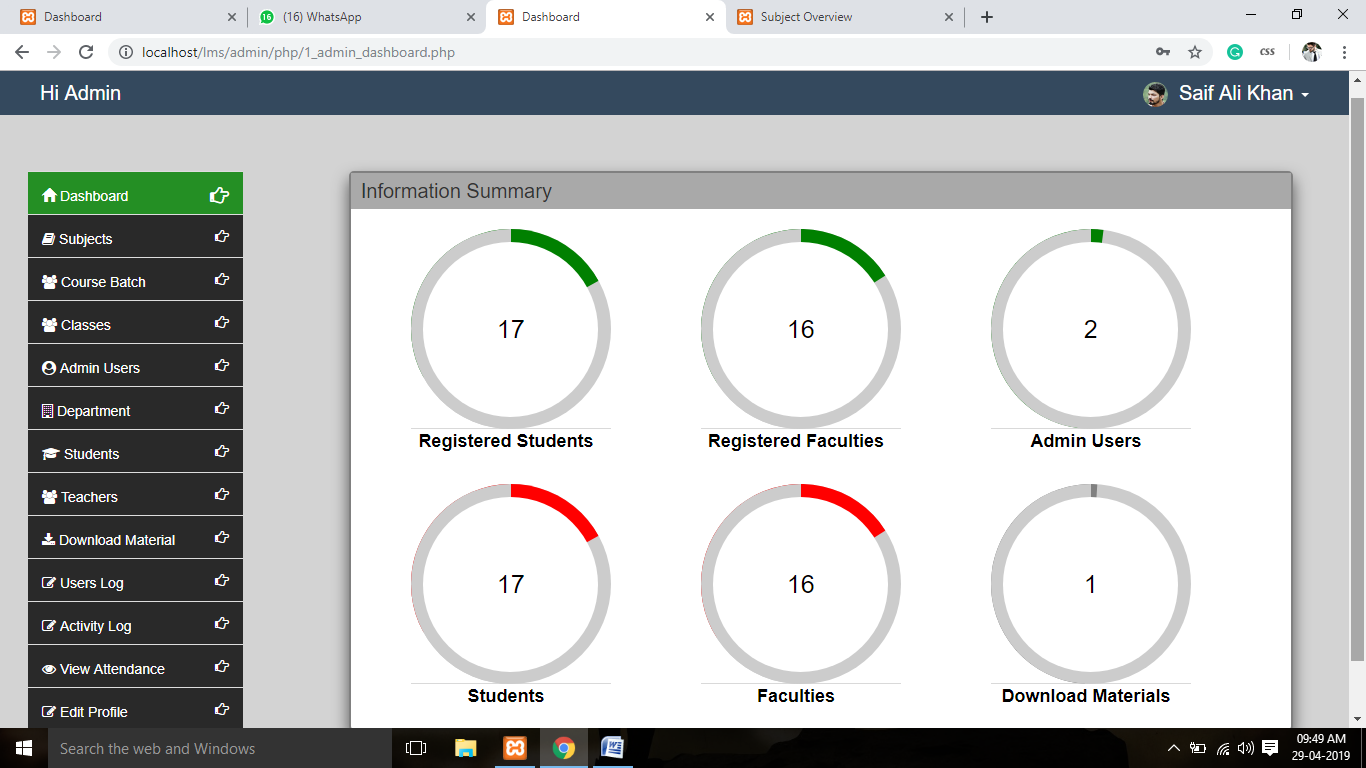 Dashboard
(16) WhatsApp
Dashboard
Subject Overview
localhost/lms/admin/php/1_admin_dashboard.php
css
Hi Admin
Saif Ali Khan
Dashboard
Subjects
Course Batch
Classes
Admin Users
Department
Students
Teachers
Download Material
Users Log
Activity Log
View Attendance
Edit Profile
Information Summary
17
16
2
Registered Students
Registered Faculties
Admin Users
17
16
1
Students
Faculties
Download Materials
Search the web and Windows
09:49 AM
29-04-2019